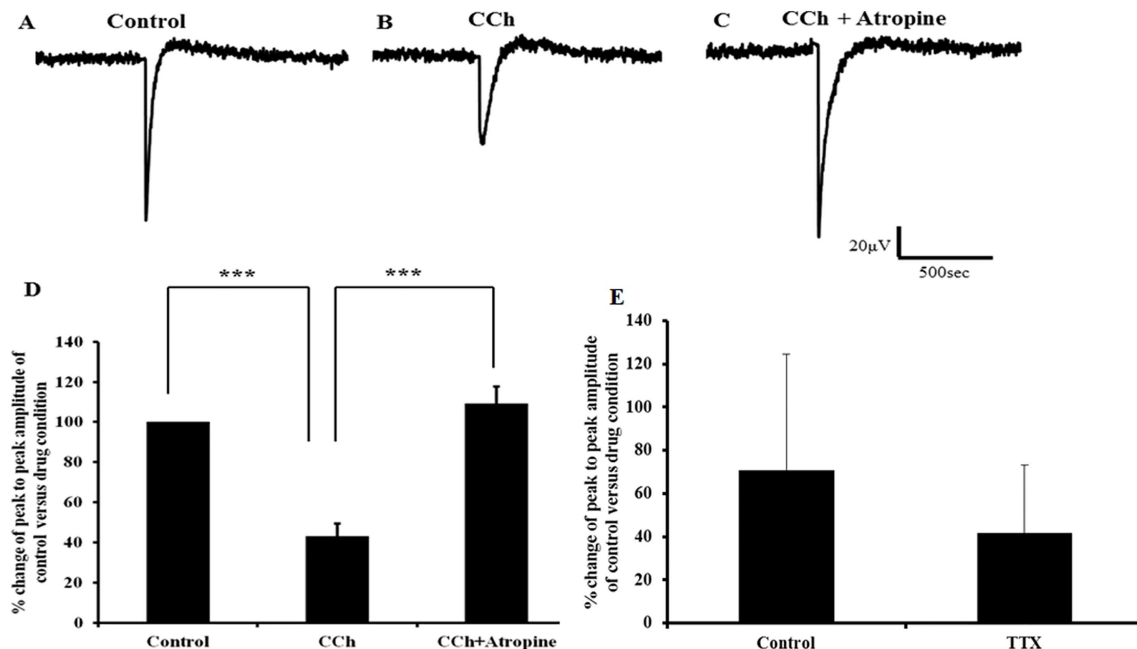 A
Control
B
CCh
C
CCh + Atropine
20µV
500sec
D
***
***
% change of peak to peak amplitude of
control versus drug condition
140
120
100
80
60
40
20
0
Control
CCh
CCh+Atropine
E
% change of peak to peak amplitude
of control versus drug condition
140
120
100
80
60
40
20
0
Control
TTX